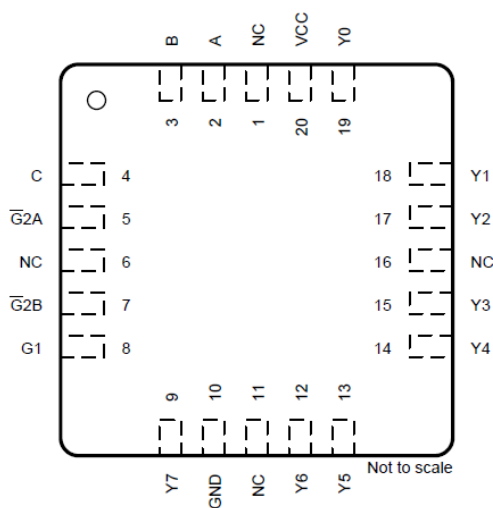 B A NC VCC Y0
3 2 1 20 19
C 4 18 Y1
G̅2A 5 17 Y2
NC 6 16 NC
G̅2B 7 15 Y3
G1 8 14 Y4
9 10 11 12 13
Y7 GND NC Y6 Y5
Not to scale